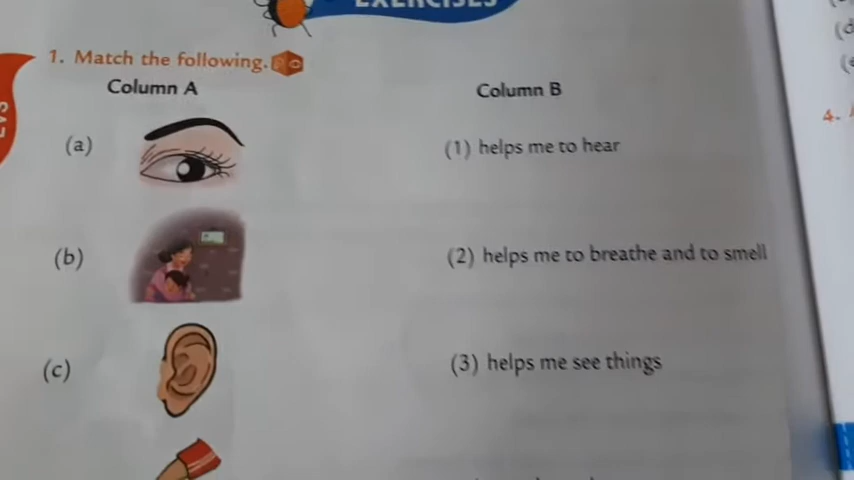 EXERCISES
1. Match the following.
Column A
Column B
(a)
(1) helps me to hear
(b)
(2) helps me to breathe and to smell
(c)
(3) helps me see things
4.